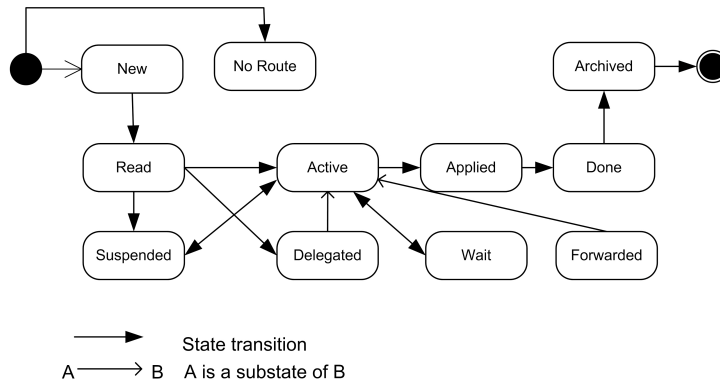 New
No Route
Archived
Read
Active
Applied
Done
Suspended
Delegated
Wait
Forwarded
State transition
A B A is a substate of B